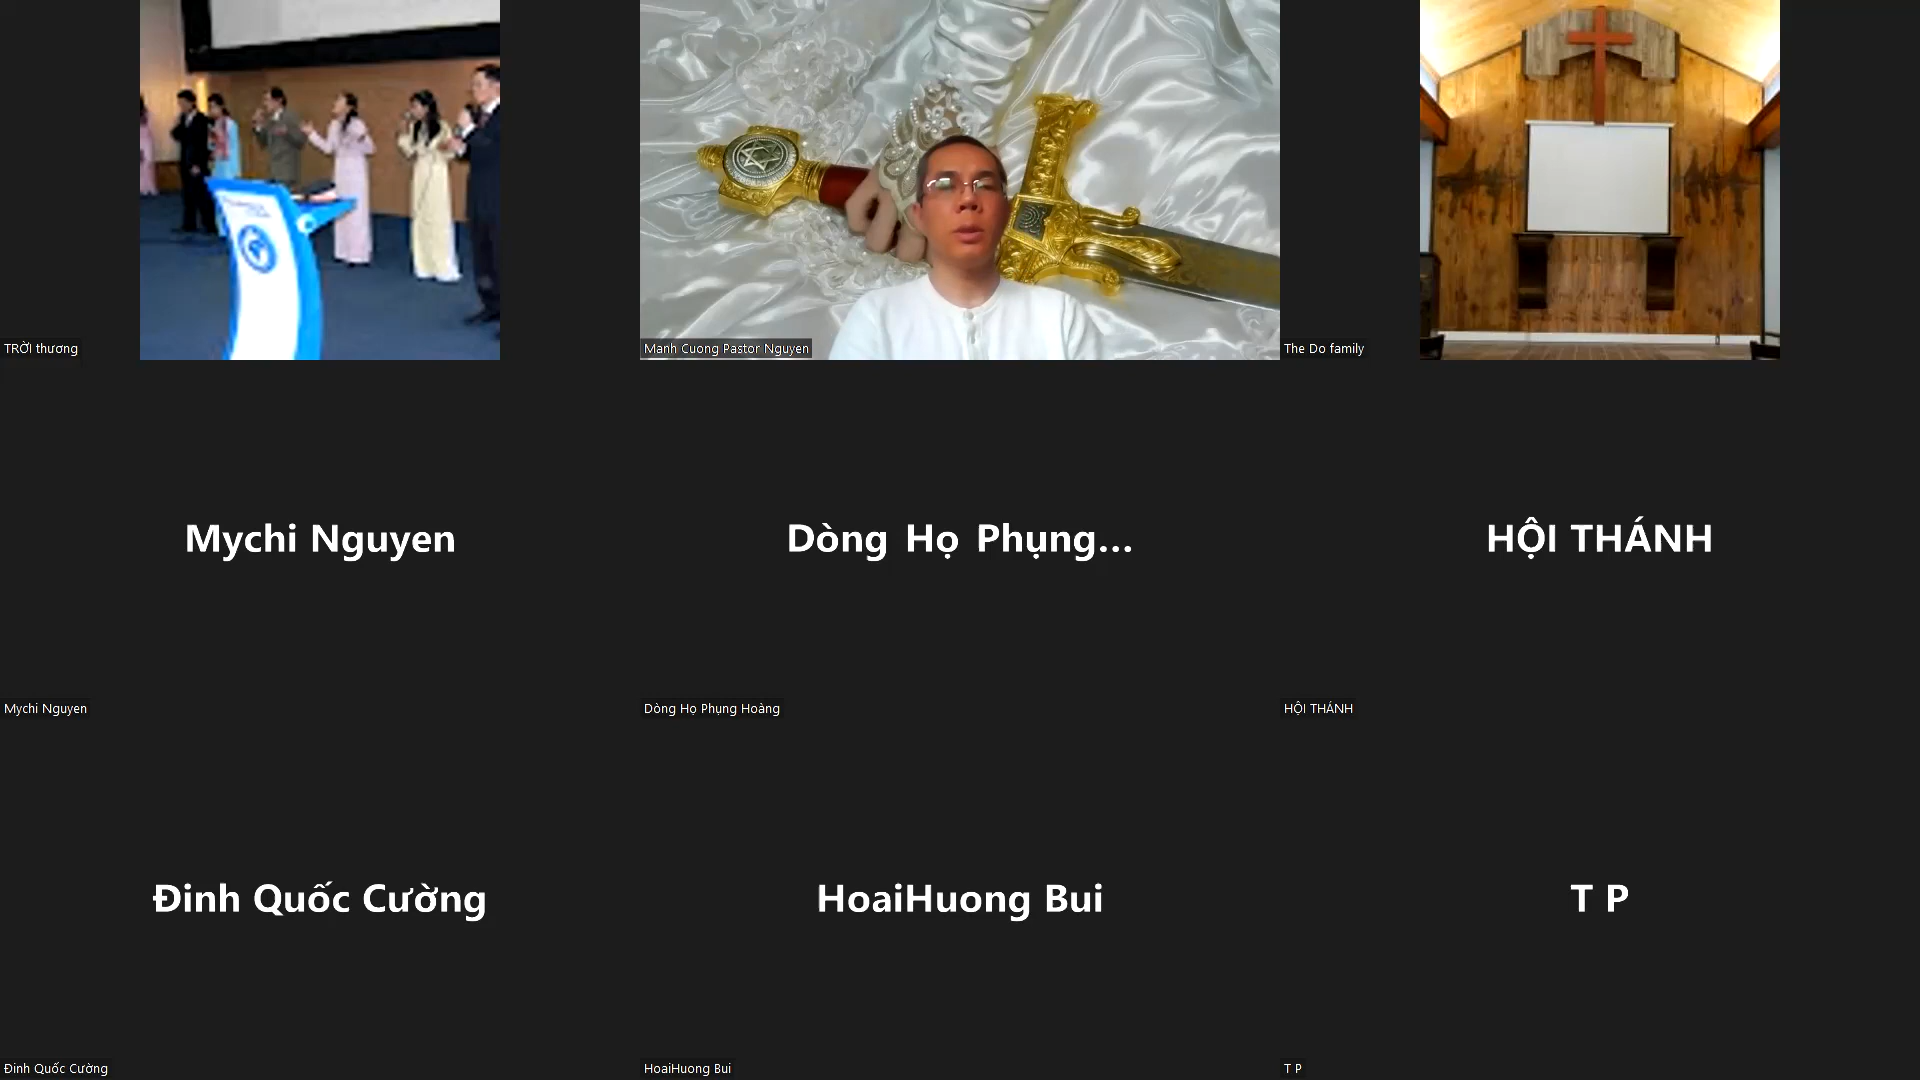 TRỜI thương
Manh Cuong Pastor Nguyen
The Do family
Mychi Nguyen
Dòng Họ Phụng...
HỘI THÁNH
Mychi Nguyen
Dòng Họ Phụng Hoàng
HỘI THÁNH
Đinh Quốc Cường
HoaiHuong Bui
T P
Đinh Quốc Cường
HoaiHuong Bui
T P